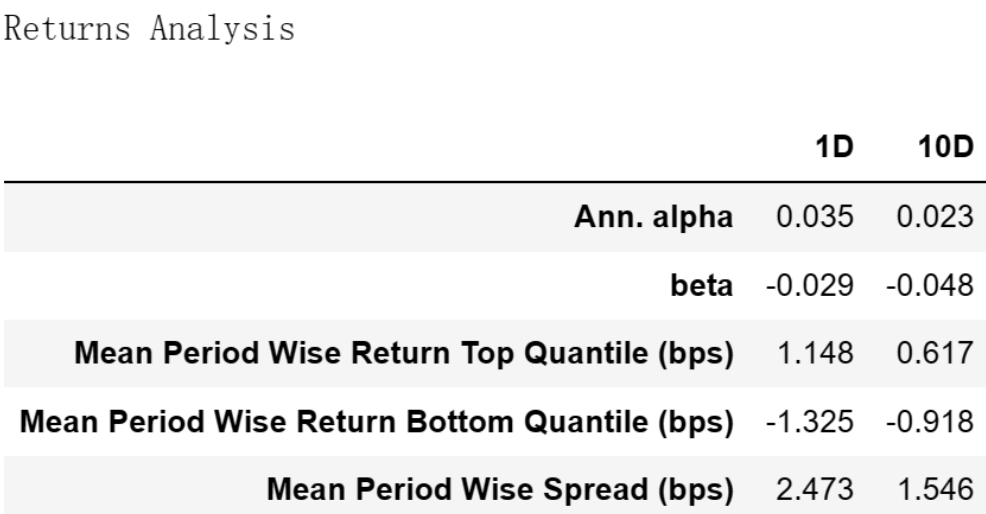 Returns Analysis
1D 10D
Ann. alpha 0.035 0.023
beta -0.029 -0.048
Mean Period Wise Return Top Quantile (bps) 1.148 0.617
Mean Period Wise Return Bottom Quantile (bps) -1.325 -0.918
Mean Period Wise Spread (bps) 2.473 1.546